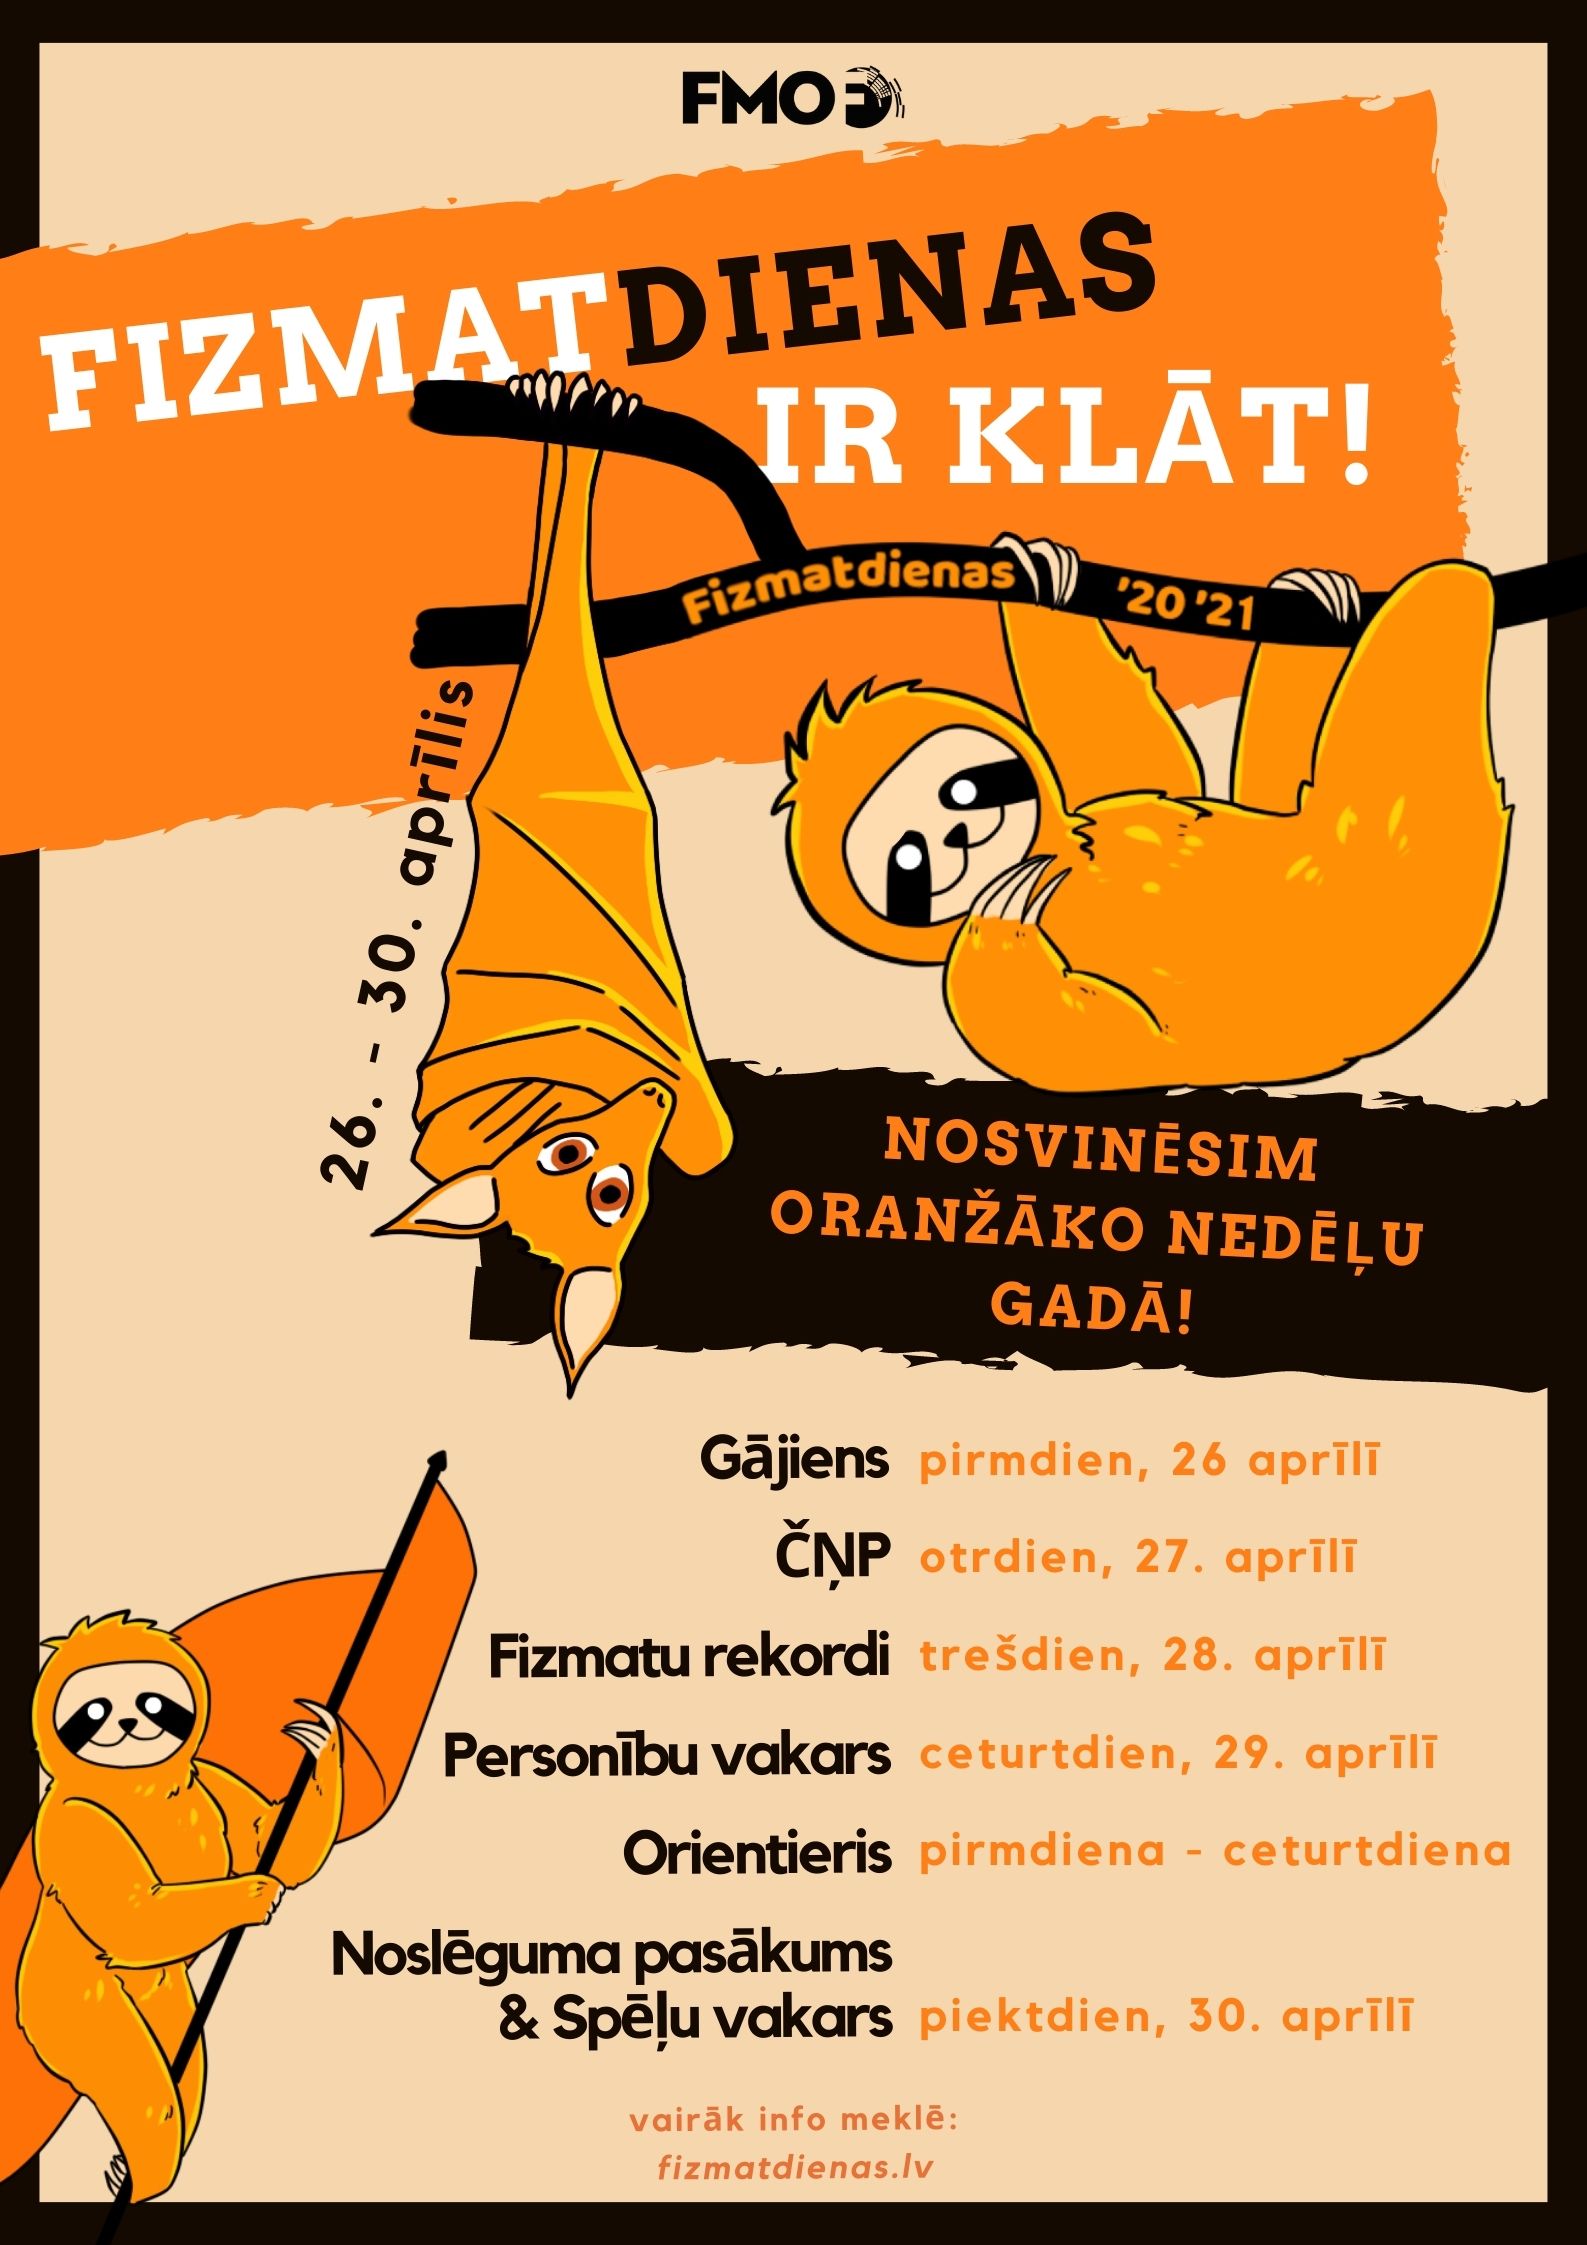 FMO
FIZMATDIENAS
IR KLĀT!
Fizmatdienas '20 '21
26. - 30. aprīlis
NOSVINĒSIM
ORANŽĀKO NEDĒĻU
GADĀ!
Gājiens pirmdien, 26 aprīlī
ČŅP otrdien, 27. aprīlī
Fizmatu rekordi trešdien, 28. aprīlī
Personību vakars ceturtdien, 29. aprīlī
Orientieris pirmdiena - ceturtdiena
Noslēguma pasākums
& Spēļu vakars piektdien, 30. aprīlī
vairāk info meklē:
fizmatdienas.lv